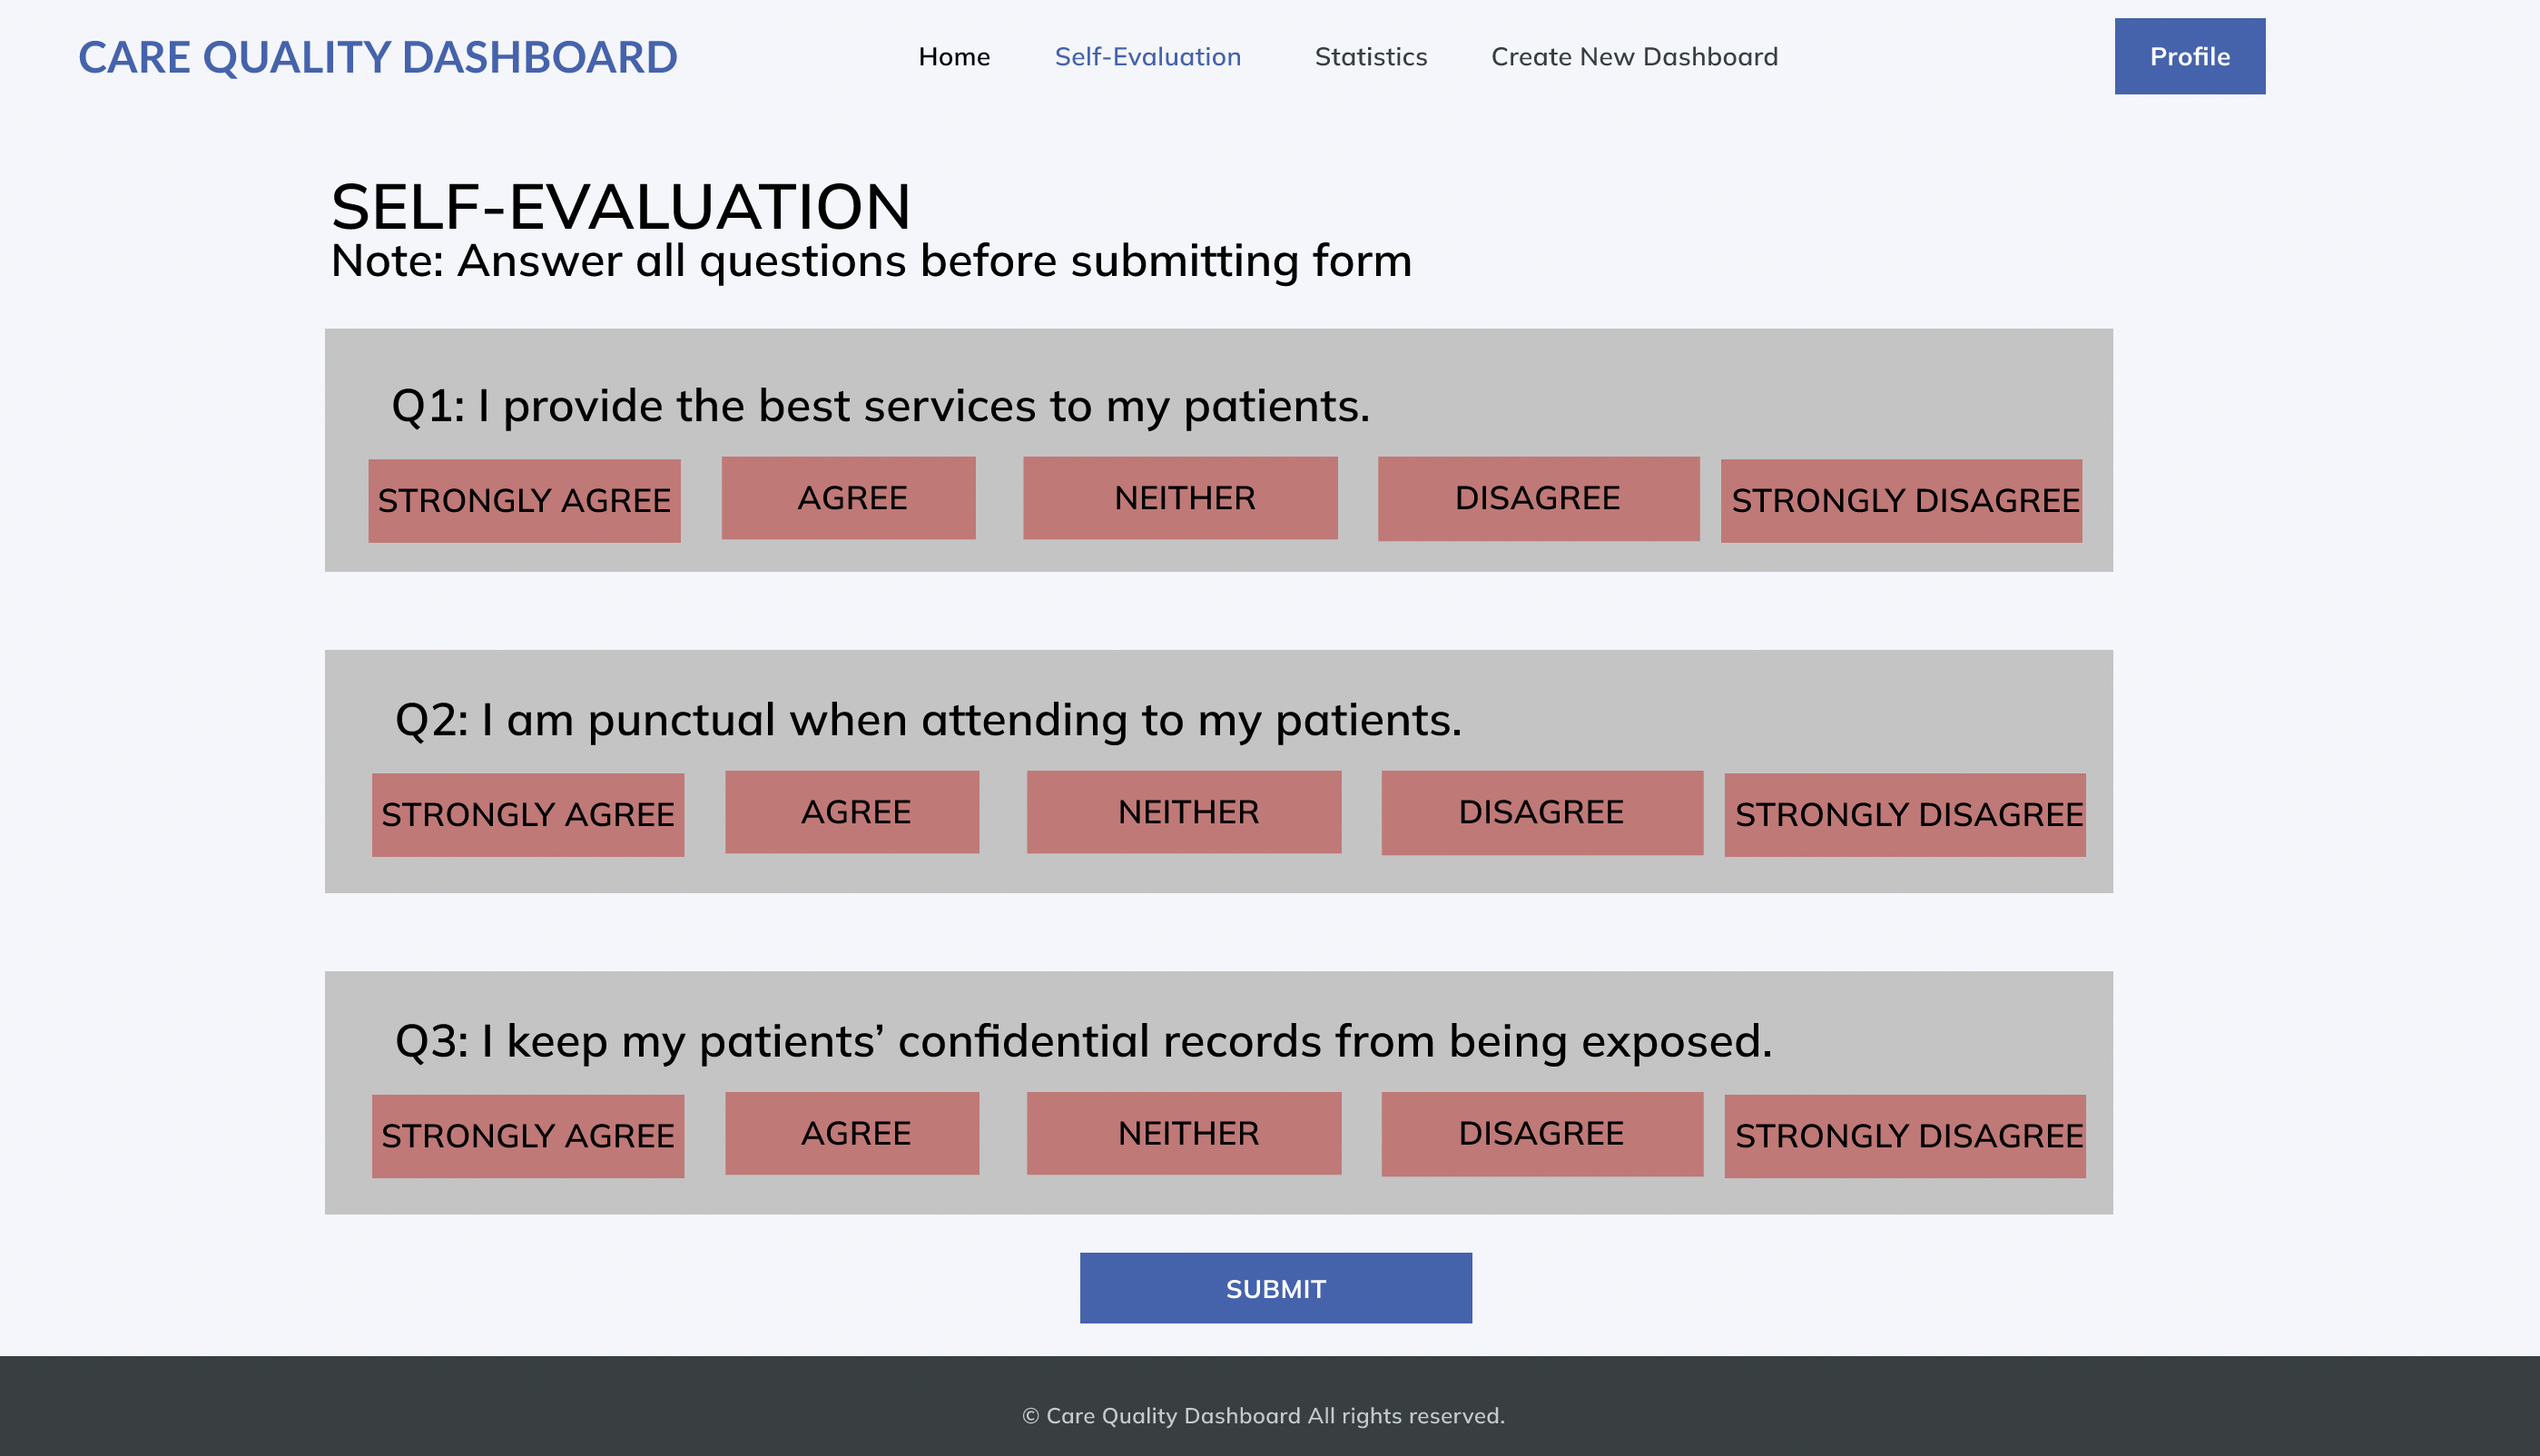 CARE QUALITY DASHBOARD Home Self-Evaluation Statistics Create New Dashboard Profile
SELF-EVALUATION
Note: Answer all questions before submitting form
Q1: I provide the best services to my patients.
STRONGLY AGREE AGREE NEITHER DISAGREE STRONGLY DISAGREE
Q2: I am punctual when attending to my patients.
STRONGLY AGREE AGREE NEITHER DISAGREE STRONGLY DISAGREE
Q3: I keep my patients’ confidential records from being exposed.
STRONGLY AGREE AGREE NEITHER DISAGREE STRONGLY DISAGREE
SUBMIT
© Care Quality Dashboard All rights reserved.